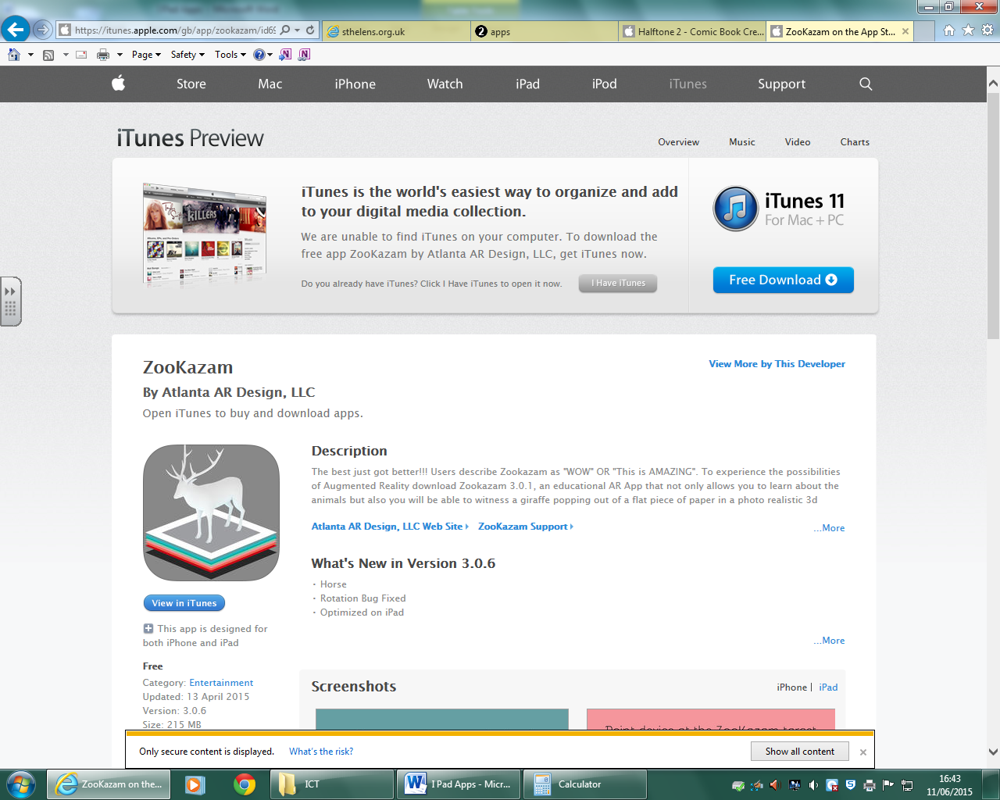 https://itunes.apple.com/gb/app/zookazam/id69
sthelens.org.uk
apps
Halftone 2 - Comic Book Cre...
ZooKazam on the App St...
Page
Safety
Tools
Store
Mac
iPhone
Watch
iPad
iPod
iTunes
Support
iTunes Preview
Overview
Music
Video
Charts
iTunes is the world's easiest way to organize and add
to your digital media collection.
We are unable to find iTunes on your computer. To download the
free app ZooKazam by Atlanta AR Design, LLC, get iTunes now.
Do you already have iTunes? Click I Have iTunes to open it now.
I Have iTunes
iTunes 11
For Mac + PC
Free Download
KILLERS
ZooKazam
View More by This Developer
By Atlanta AR Design, LLC
Open iTunes to buy and download apps.
Description
The best just got better!!! Users describe Zookazam as "WOW" OR "This is AMAZING". To experience the possibilities
of Augmented Reality download Zookazam 3.0.1, an educational AR App that not only allows you to learn about the
animals but also you will be able to witness a giraffe popping out of a flat piece of paper in a photo realistic 3d
Atlanta AR Design, LLC Web Site
ZooKazam Support
...More
What's New in Version 3.0.6
· Horse
· Rotation Bug Fixed
· Optimized on iPad
...More
View in iTunes
This app is designed for
both iPhone and iPad
Free
Category: Entertainment
Updated: 13 April 2015
Version: 3.0.6
Size: 215 MB
Screenshots
iPhone | iPad
Point device at the ZooKazam target
Only secure content is displayed.
What's the risk?
Show all content
ZooKazam on the...
ICT
I Pad Apps - Micr...
Calculator
16:43
11/06/2015